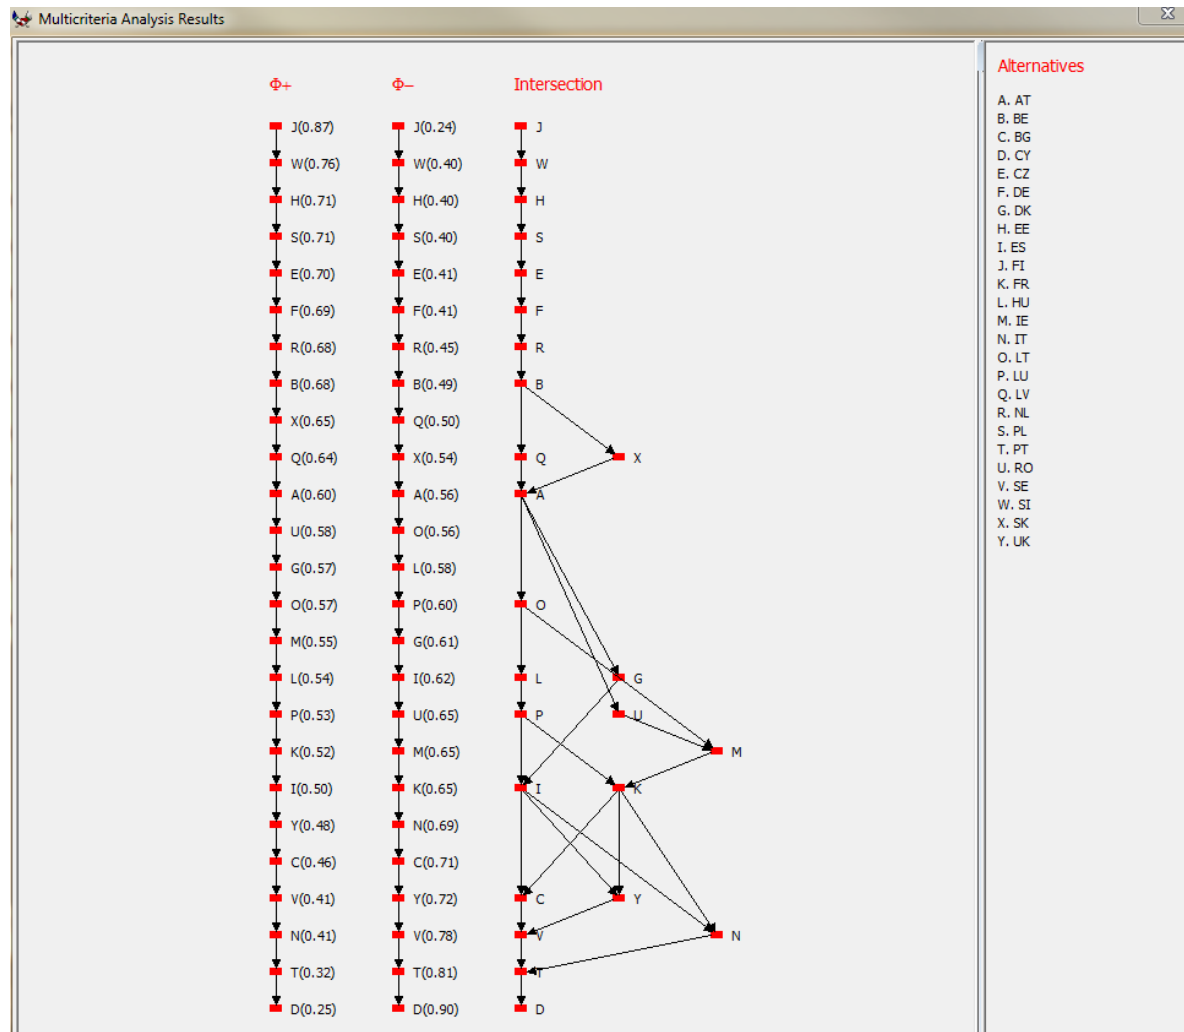 Multicriteria Analysis Results
Φ+ Φ− Intersection
J(0.87) J(0.24) J
W(0.76) W(0.40) W
H(0.71) H(0.40) H
S(0.71) S(0.40) S
E(0.70) E(0.41) E
F(0.69) F(0.41) F
R(0.68) R(0.45) R
B(0.68) B(0.49) B
X(0.65) Q(0.50)
Q(0.64) X(0.54) Q X
A(0.60) A(0.56) A
U(0.58) O(0.56)
G(0.57) L(0.58)
O(0.57) P(0.60) O
M(0.55) G(0.61)
L(0.54) I(0.62) L G
P(0.53) U(0.65) P U
K(0.52) M(0.65) M
I(0.50) K(0.65) I K
Y(0.48) N(0.69)
C(0.46) C(0.71)
V(0.41) Y(0.72) C Y
N(0.41) V(0.78) V N
T(0.32) T(0.81) T
D(0.25) D(0.90) D
Alternatives
A. AT
B. BE
C. BG
D. CY
E. CZ
F. DE
G. DK
H. EE
I. ES
J. FI
K. FR
L. HU
M. IE
N. IT
O. LT
P. LU
Q. LV
R. NL
S. PL
T. PT
U. RO
V. SE
W. SI
X. SK
Y. UK